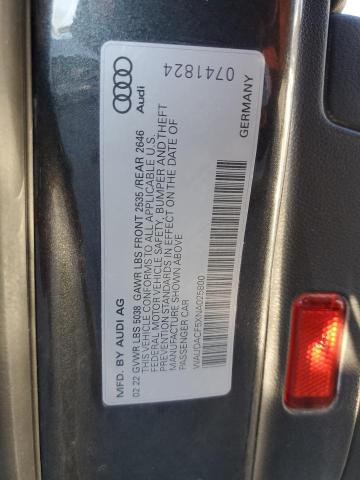 Audi
0741824
GERMANY
MFD. BY AUDI AG
02 22 GVWR LBS 5038 GAWR LBS FRONT 2535 /REAR 2646
THIS VEHICLE CONFORMS TO ALL APPLICABLE U.S.
FEDERAL MOTOR VEHICLE SAFETY, BUMPER AND THEFT
PREVENTION STANDARDS IN EFFECT ON THE DATE OF
MANUFACTURE SHOWN ABOVE
PASSENGER CAR
WAUDACF5XNA025800